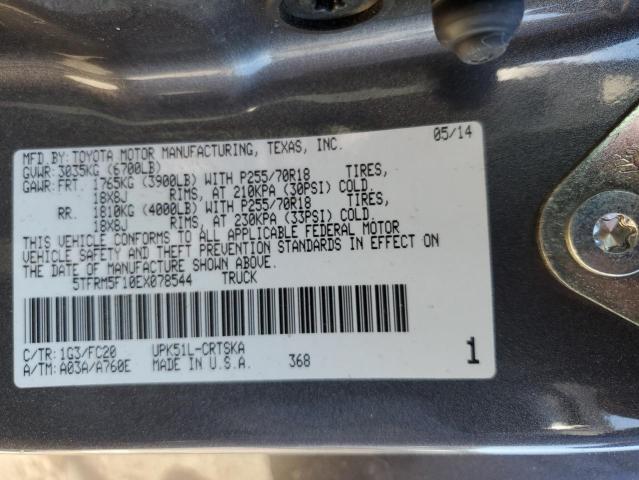 MFD. BY: TOYOTA MOTOR MANUFACTURING, TEXAS, INC. 05/14
GVWR: 3035KG (6700LB)
GAWR: FRT. 1765KG (3900LB) WITH P255/70R18 TIRES,
18X8J RIMS, AT 210KPA (30PSI) COLD.
RR. 1810KG (4000LB) WITH P255/70R18 TIRES,
18X8J RIMS, AT 230KPA (33PSI) COLD.
THIS VEHICLE CONFORMS TO ALL APPLICABLE FEDERAL MOTOR
VEHICLE SAFETY AND THEFT PREVENTION STANDARDS IN EFFECT ON
THE DATE OF MANUFACTURE SHOWN ABOVE.
5TFRM5F10EX078544 TRUCK
C/TR: 1G3/FC20 UPK51L-CRTSKA
A/TM: A03A/A760E MADE IN U.S.A. 368 1